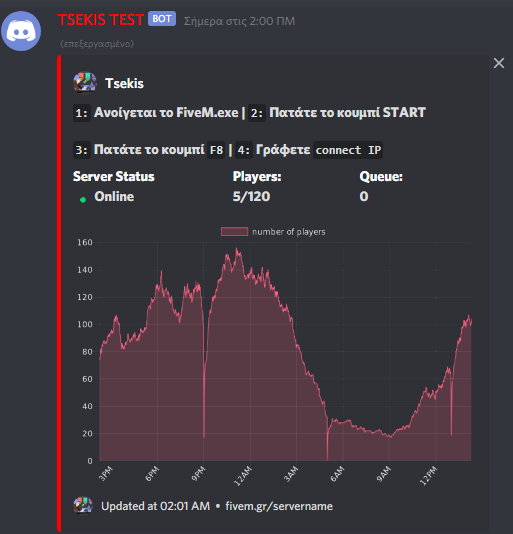 TSEKIS TEST BOT Σήμερα στις 2:00 ΠΜ
(επεξεργασμένο)
Tsekis
1: Ανοίγεται το FiveM.exe | 2: Πατάτε το κουμπί START
3: Πατάτε το κουμπί F8 | 4: Γράφετε connect IP
Server Status Players: Queue:
Online 5/120 0
number of players
160
140
120
100
80
60
40
20
0
3PM 6PM 9PM 12AM 3AM 6AM 9AM 12PM
Updated at 02:01 AM • fivem.gr/servername